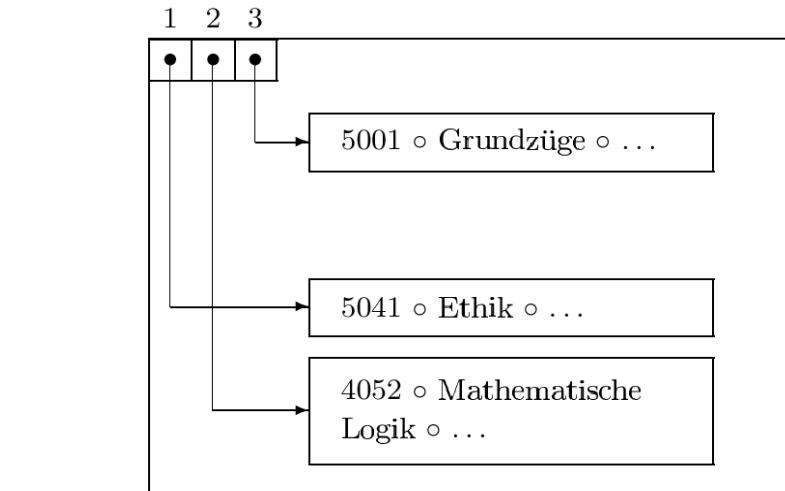 1 2 3
5001 ∘ Grundzüge ∘ ...
5041 ∘ Ethik ∘ ...
4052 ∘ Mathematische
Logik ∘ ...